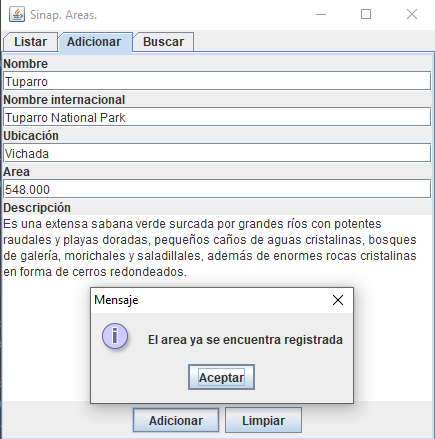 Sinap. Areas.
Listar Adicionar Buscar
Nombre
Tuparro
Nombre internacional
Tuparro National Park
Ubicación
Vichada
Area
548.000
Descripción
Es una extensa sabana verde surcada por grandes ríos con potentes
raudales y playas doradas, pequeños caños de aguas cristalinas, bosques
de galería, morichales y saladillales, además de enormes rocas cristalinas
en forma de cerros redondeados.
Mensaje
El area ya se encuentra registrada
Aceptar
Adicionar Limpiar